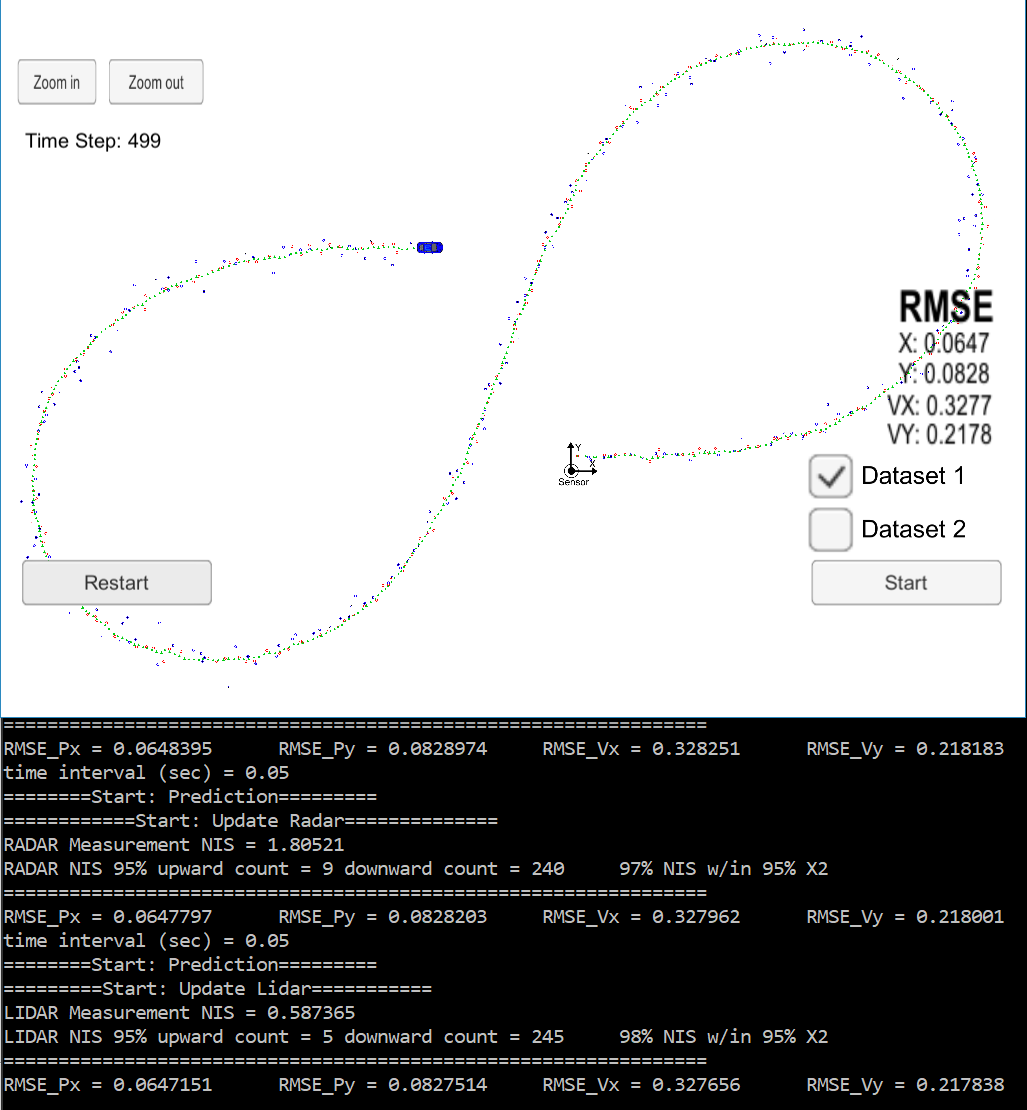 Zoom in
Zoom out
Time Step: 499
RMSE
X: 0.0647
Y: 0.0828
VX: 0.3277
VY: 0.2178
Y
X
Sensor
Dataset 1
Dataset 2
Restart
Start
=================================================================
RMSE_Px = 0.0648395 RMSE_Py = 0.0828974 RMSE_Vx = 0.328251 RMSE_Vy = 0.218183
time interval (sec) = 0.05
========Start: Prediction=========
============Start: Update Radar==============
RADAR Measurement NIS = 1.80521
RADAR NIS 95% upward count = 9 downward count = 240 97% NIS w/in 95% X2
=================================================================
RMSE_Px = 0.0647797 RMSE_Py = 0.0828203 RMSE_Vx = 0.327962 RMSE_Vy = 0.218001
time interval (sec) = 0.05
========Start: Prediction=========
=========Start: Update Lidar===========
LIDAR Measurement NIS = 0.587365
LIDAR NIS 95% upward count = 5 downward count = 245 98% NIS w/in 95% X2
=================================================================
RMSE_Px = 0.0647151 RMSE_Py = 0.0827514 RMSE_Vx = 0.327656 RMSE_Vy = 0.217838